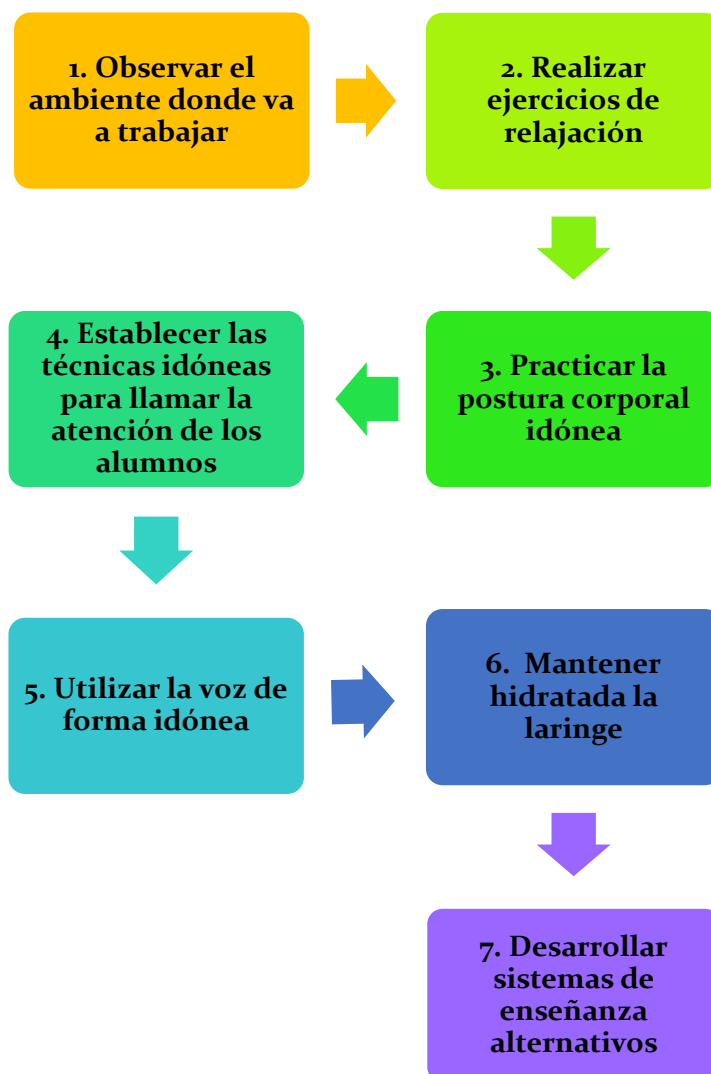 1. Observar el
ambiente donde va
a trabajar
2. Realizar
ejercicios de
relajación
3. Practicar la
postura corporal
idónea
4. Establecer las
técnicas idóneas
para llamar la
atención de los
alumnos
5. Utilizar la voz de
forma idónea
6. Mantener
hidratada la
laringe
7. Desarrollar
sistemas de
enseñanza
alternativos